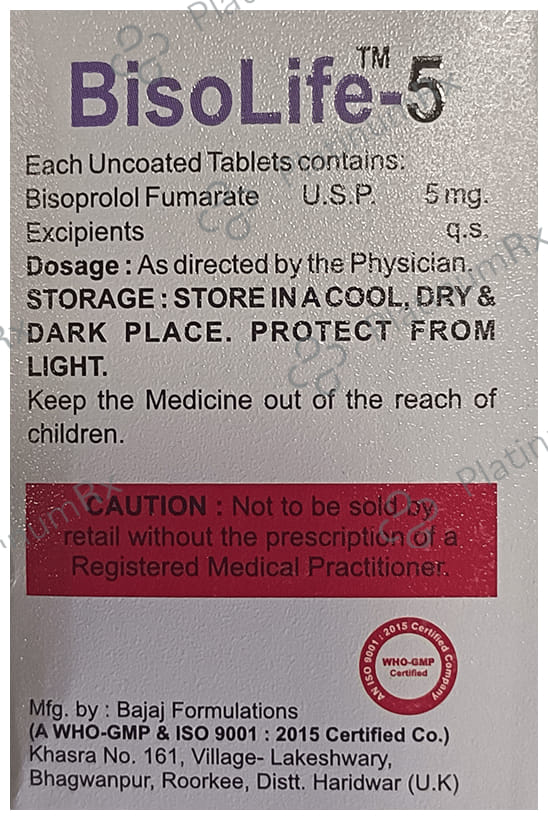 BisoLife-5
TM
Each Uncoated Tablets contains:
Bisoprolol Fumarate U.S.P. 5 mg.
Excipients q.s.
Dosage : As directed by the Physician.
STORAGE : STORE IN A COOL, DRY &
DARK PLACE. PROTECT FROM
LIGHT.
Keep the Medicine out of the reach of
children.
CAUTION : Not to be sold by
retail without the prescription of a
Registered Medical Practitioner.
AN ISO 9001 : 2015 Certified Company
WHO-GMP
Certified
Mfg. by : Bajaj Formulations
(A WHO-GMP & ISO 9001 : 2015 Certified Co.)
Khasra No. 161, Village- Lakeshwary,
Bhagwanpur, Roorkee, Distt. Haridwar (U.K)
PlatinumRx